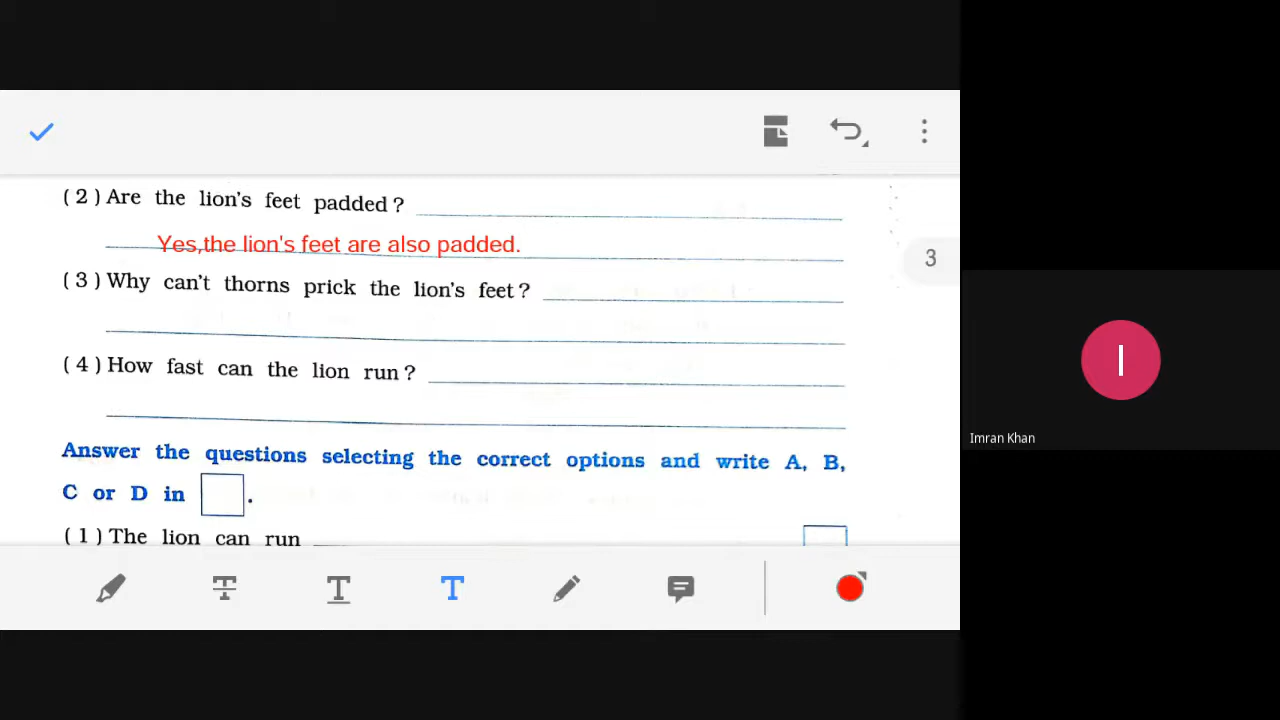 ( 2 ) Are the lion's feet padded ?
Yes,the lion's feet are also padded.
( 3 ) Why can't thorns prick the lion's feet ?
3
( 4 ) How fast can the lion run ?
Answer the questions selecting the correct options and write A, B,
C or D in .
( 1 ) The lion can run
T T T
I
Imran Khan